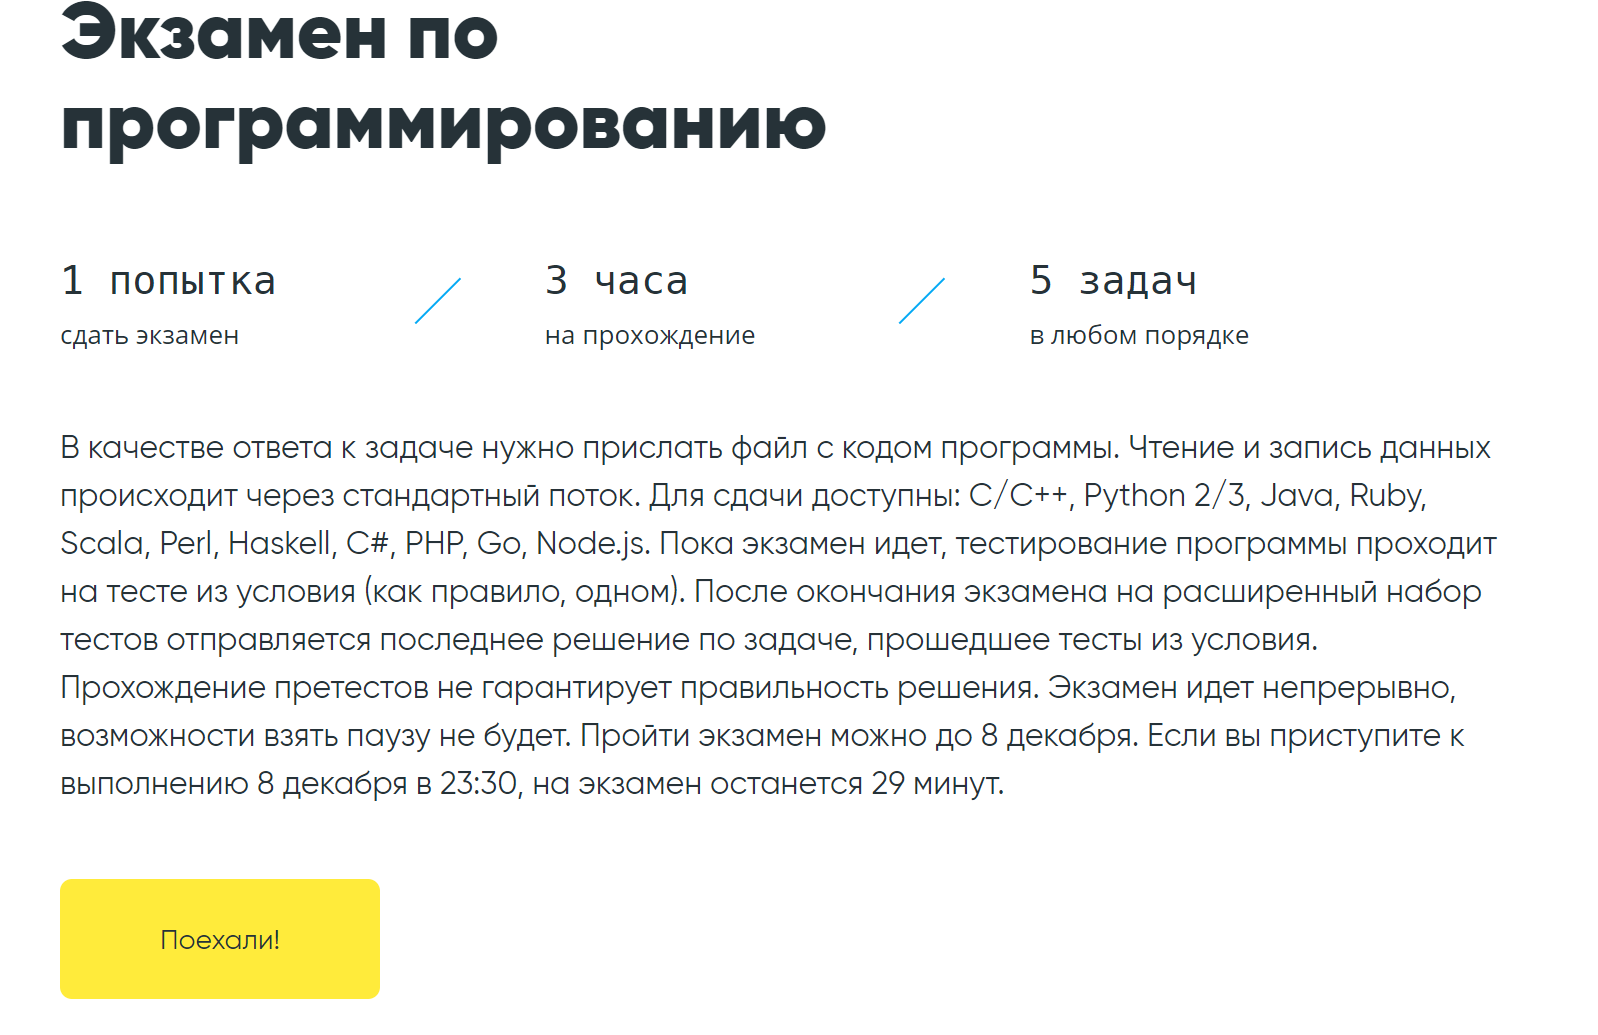 Экзамен по
программированию
1 попытка
сдать экзамен
3 часа
на прохождение
5 задач
в любом порядке
В качестве ответа к задаче нужно прислать файл с кодом программы. Чтение и запись данных
происходит через стандартный поток. Для сдачи доступны: C/C++, Python 2/3, Java, Ruby,
Scala, Perl, Haskell, C#, PHP, Go, Node.js. Пока экзамен идет, тестирование программы проходит
на тесте из условия (как правило, одном). После окончания экзамена на расширенный набор
тестов отправляется последнее решение по задаче, прошедшее тесты из условия.
Прохождение претестов не гарантирует правильность решения. Экзамен идет непрерывно,
возможности взять паузу не будет. Пройти экзамен можно до 8 декабря. Если вы приступите к
выполнению 8 декабря в 23:30, на экзамен останется 29 минут.
Поехали!